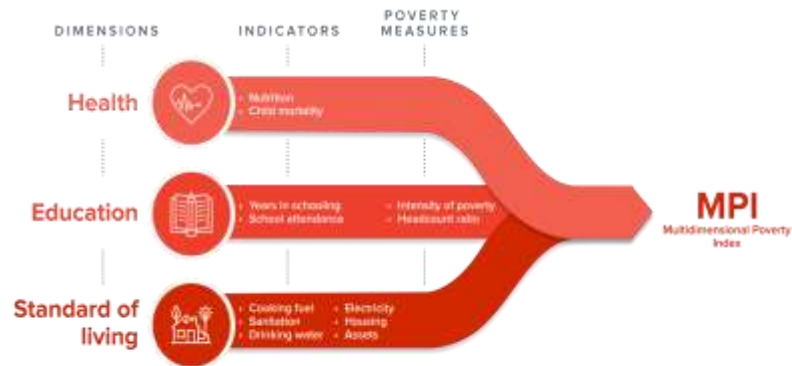 DIMENSIONS
INDICATORS
POVERTY
MEASURES
Health
Nutrition
Child mortality
Education
Years in schooling
School attendance
Intensity of poverty
Headcount ratio
Standard of
living
Cooking fuel
Sanitation
Drinking water
Electricity
Housing
Assets
MPI
Multidimensional Poverty
Index